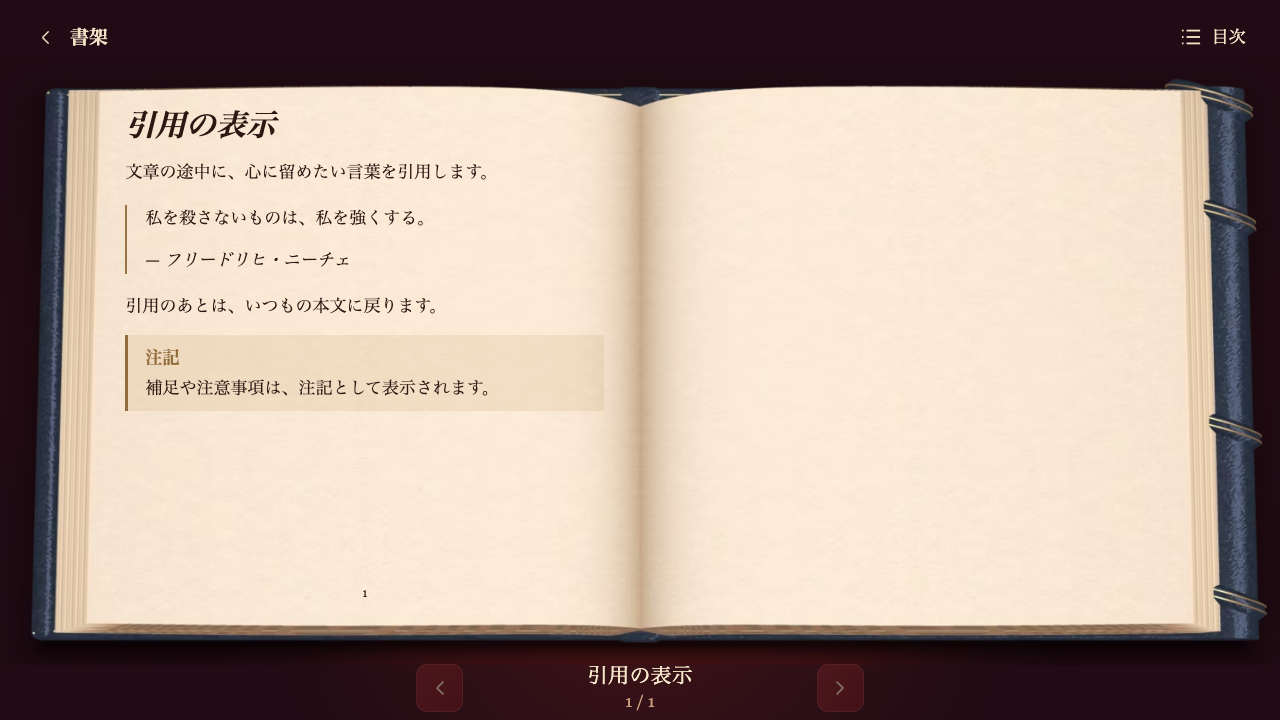 書架
目次
引用の表示
文章の途中に、心に留めたい言葉を引用します。
私を殺さないものは、私を強くする。
— フリードリヒ・ニーチェ
引用のあとは、いつもの本文に戻ります。
注記
補足や注意事項は、注記として表示されます。
1
引用の表示
1 / 1